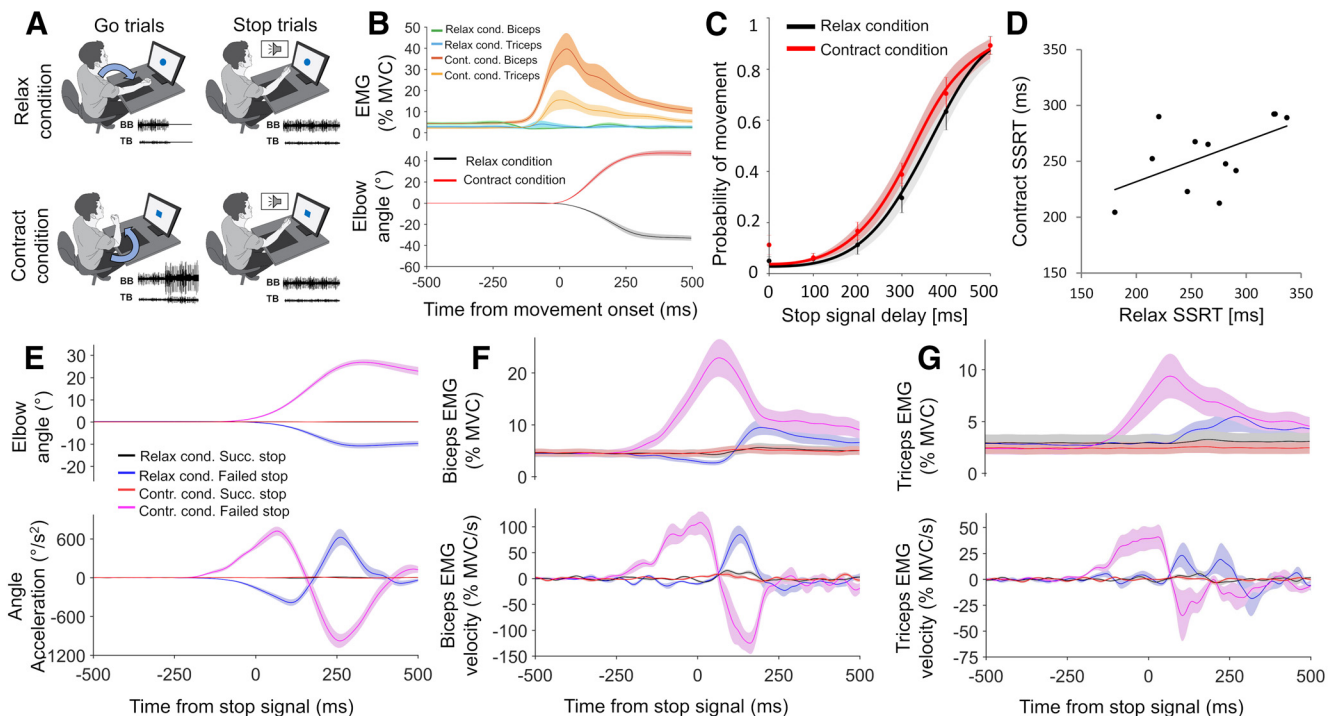 A
Go trials
Stop trials
Relax
condition
BB
TB
BB
TB
Contract
condition
BB
TB
BB
TB
B
Relax cond. Biceps
Relax cond. Triceps
Cont. cond. Biceps
Cont. cond. Triceps
EMG
(% MVC)
50
40
30
20
10
0
Relax condition
Contract condition
Elbow
angle (°)
40
20
0
-20
-40
-60
-500
-250
0
250
500
Time from movement onset (ms)
C
Relax condition
Contract condition
Probability of movement
1
0.8
0.6
0.4
0.2
0
0
100
200
300
400
500
Stop signal delay [ms]
D
Contract SSRT
(ms)
350
300
250
200
150
150
200
250
300
350
Relax SSRT [ms]
E
Elbow
angle (°)
30
20
10
0
-10
-20
Relax cond. Succ. stop
Relax cond. Failed stop
Contr. cond. Succ. stop
Contr. cond. Failed stop
Angle
Acceleration (°/s²)
600
0
-600
1200
-500
-250
0
250
500
Time from stop signal (ms)
F
Biceps EMG
(% MVC)
20
10
0
Biceps EMG
velocity (% MVC/s)
100
50
0
-50
-100
-150
-500
-250
0
250
500
Time from stop signal (ms)
G
Triceps EMG
(% MVC)
10
5
0
Triceps EMG
velocity (% MVC/s)
50
25
0
-25
-50
-75
-500
-250
0
250
500
Time from stop signal (ms)